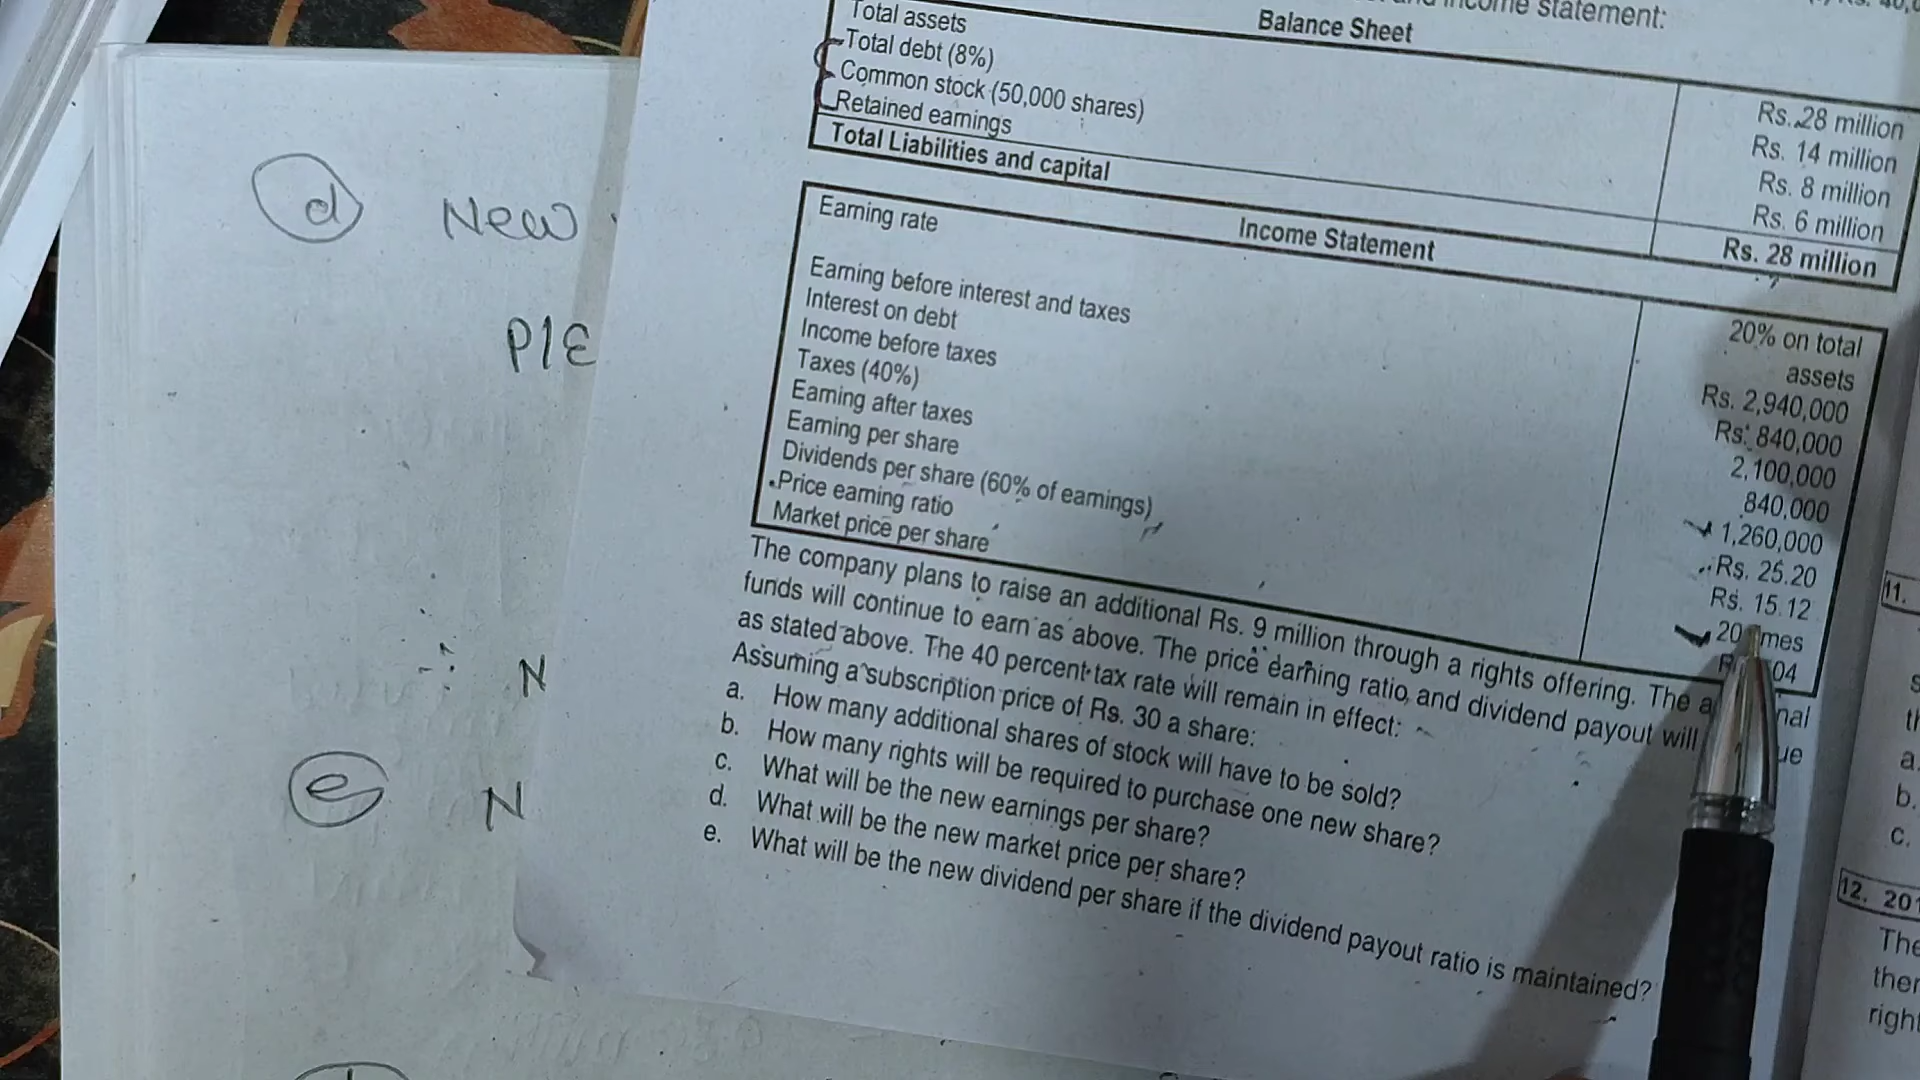 income statement:
Balance Sheet
Total assets Rs. 28 million
Total debt (8%) Rs. 14 million
Common stock (50,000 shares) Rs. 8 million
Retained earnings Rs. 6 million
Total Liabilities and capital Rs. 28 million
Income Statement
Earning rate 20% on total
assets
Earning before interest and taxes Rs. 2,940,000
Interest on debt Rs. 840,000
Income before taxes 2,100,000
Taxes (40%) 840,000
Earning after taxes 1,260,000
Earning per share Rs. 25.20
Dividends per share (60% of earnings) Rs. 15.12
Price earning ratio 20
Market price per share 04
The company plans to raise an additional Rs. 9 million through a rights offering. The
funds will continue to earn as above. The price earning ratio and dividend payout will
as stated above. The 40 percent tax rate will remain in effect:
Assuming a subscription price of Rs. 30 a share:
a. How many additional shares of stock will have to be sold?
b. How many rights will be required to purchase one new share?
c. What will be the new earnings per share?
d. What will be the new market price per share?
e. What will be the new dividend per share if the dividend payout ratio is maintained?
d New
P/E
∴ N
e N
11.
a.
b.
c.
12. 201
The
right